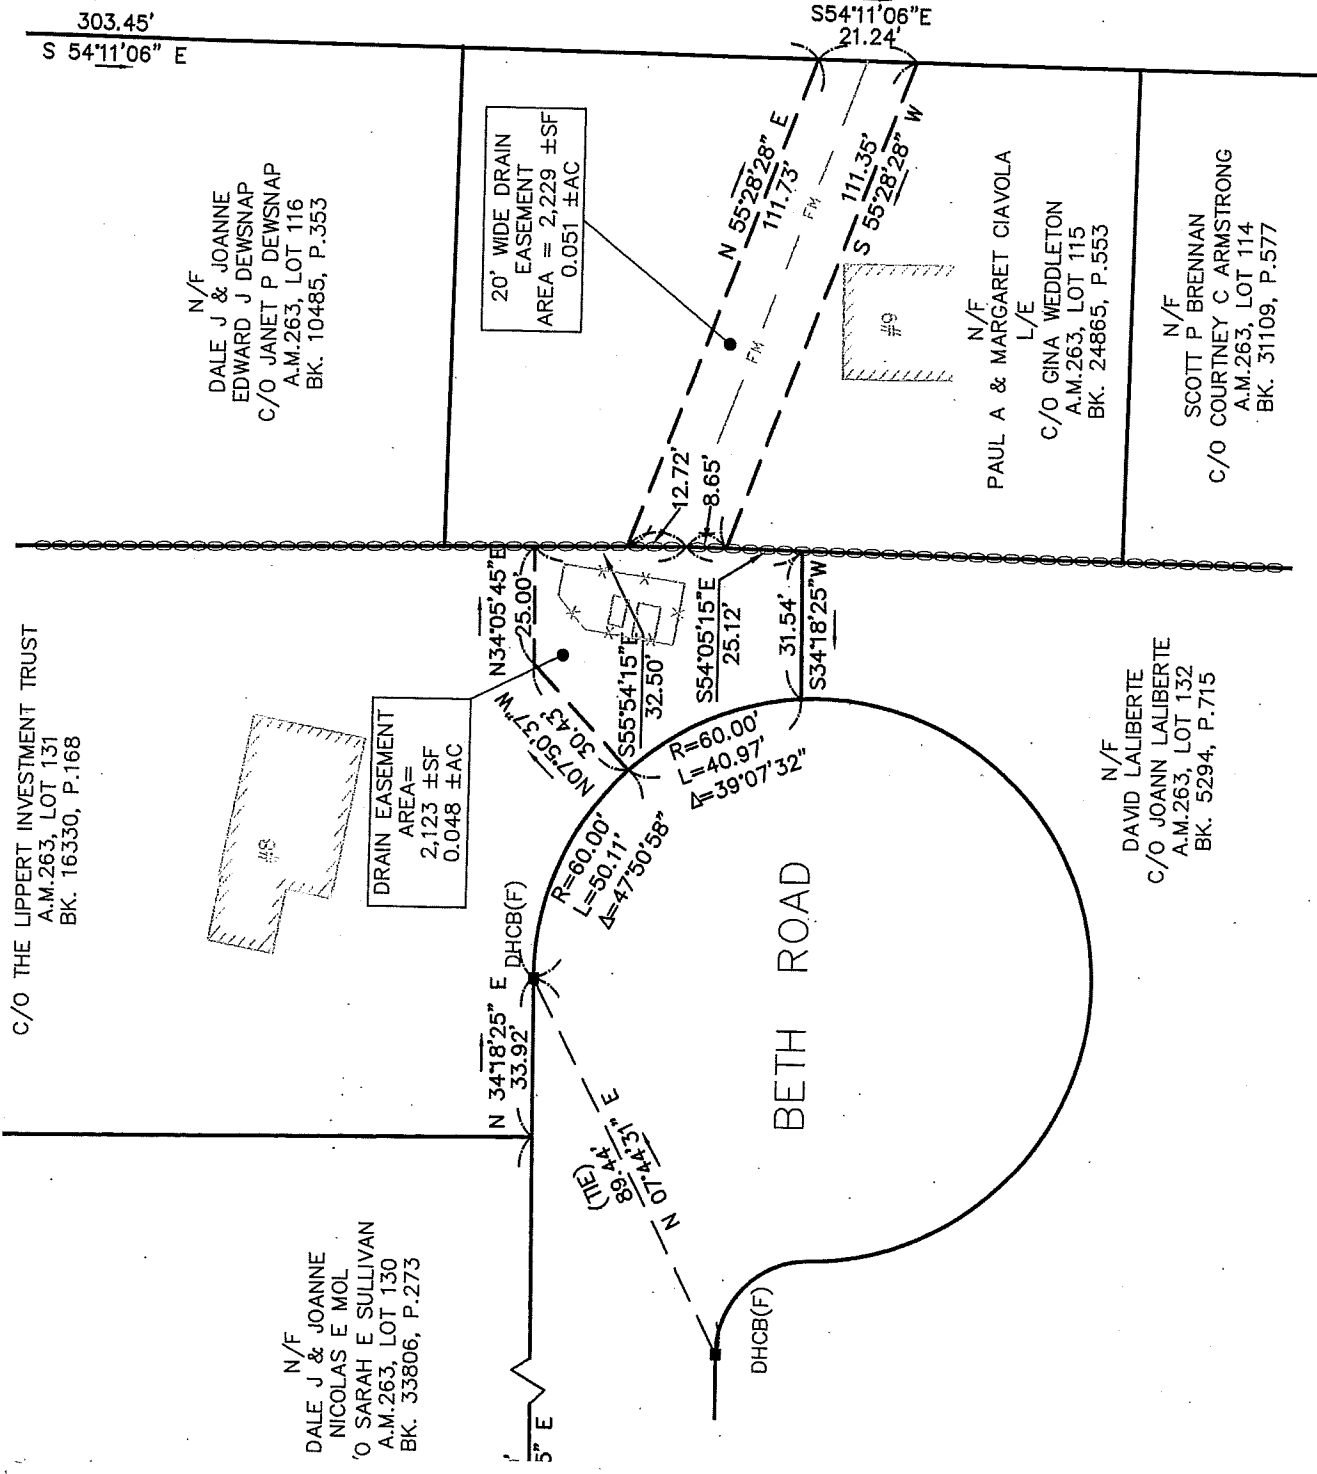 303.45'
S 54°11'06" E
S54°11'06"E
21.24'
N/F
DALE J & JOANNE
EDWARD J DEWSNAP
C/O JANET P DEWSNAP
A.M.263, LOT 116
BK. 10485, P.353
20' WIDE DRAIN
EASEMENT
AREA = 2,229 ±SF
0.051 ±AC
N 55°28'28" E
111.73'
FM
FM
111.35'
S 55°28'28" W
#9
N/F
PAUL A & MARGARET CIAVOLA
L/E
C/O GINA WEDDLETON
A.M.263, LOT 115
BK. 24865, P.553
N/F
SCOTT P BRENNAN
C/O COURTNEY C ARMSTRONG
A.M.263, LOT 114
BK. 31109, P.577
12.72'
8.65'
N34°05'45"E
25.00'
S55°54'15"E
32.50'
S54°05'15"E
25.12'
31.54'
S34°18'25"W
C/O THE LIPPERT INVESTMENT TRUST
A.M.263, LOT 131
BK. 16330, P.168
#8
DRAIN EASEMENT
AREA=
2,123 ±SF
0.048 ±AC
N07°50'37"W
30.43'
R=60.00'
L=40.97'
Δ=39°07'32"
R=60.00'
L=50.11'
Δ=47°50'58"
DHCB(F)
N 34°18'25" E
33.92'
(TIE)
89.44'
N 07°44'31" E
BETH ROAD
N/F
DAVID LALIBERTE
C/O JOANN LALIBERTE
A.M.263, LOT 132
BK. 5294, P.715
DHCB(F)
N/F
DALE J & JOANNE
NICOLAS E MOL
'O SARAH E SULLIVAN
A.M.263, LOT 130
BK. 33806, P.273
'
5" E